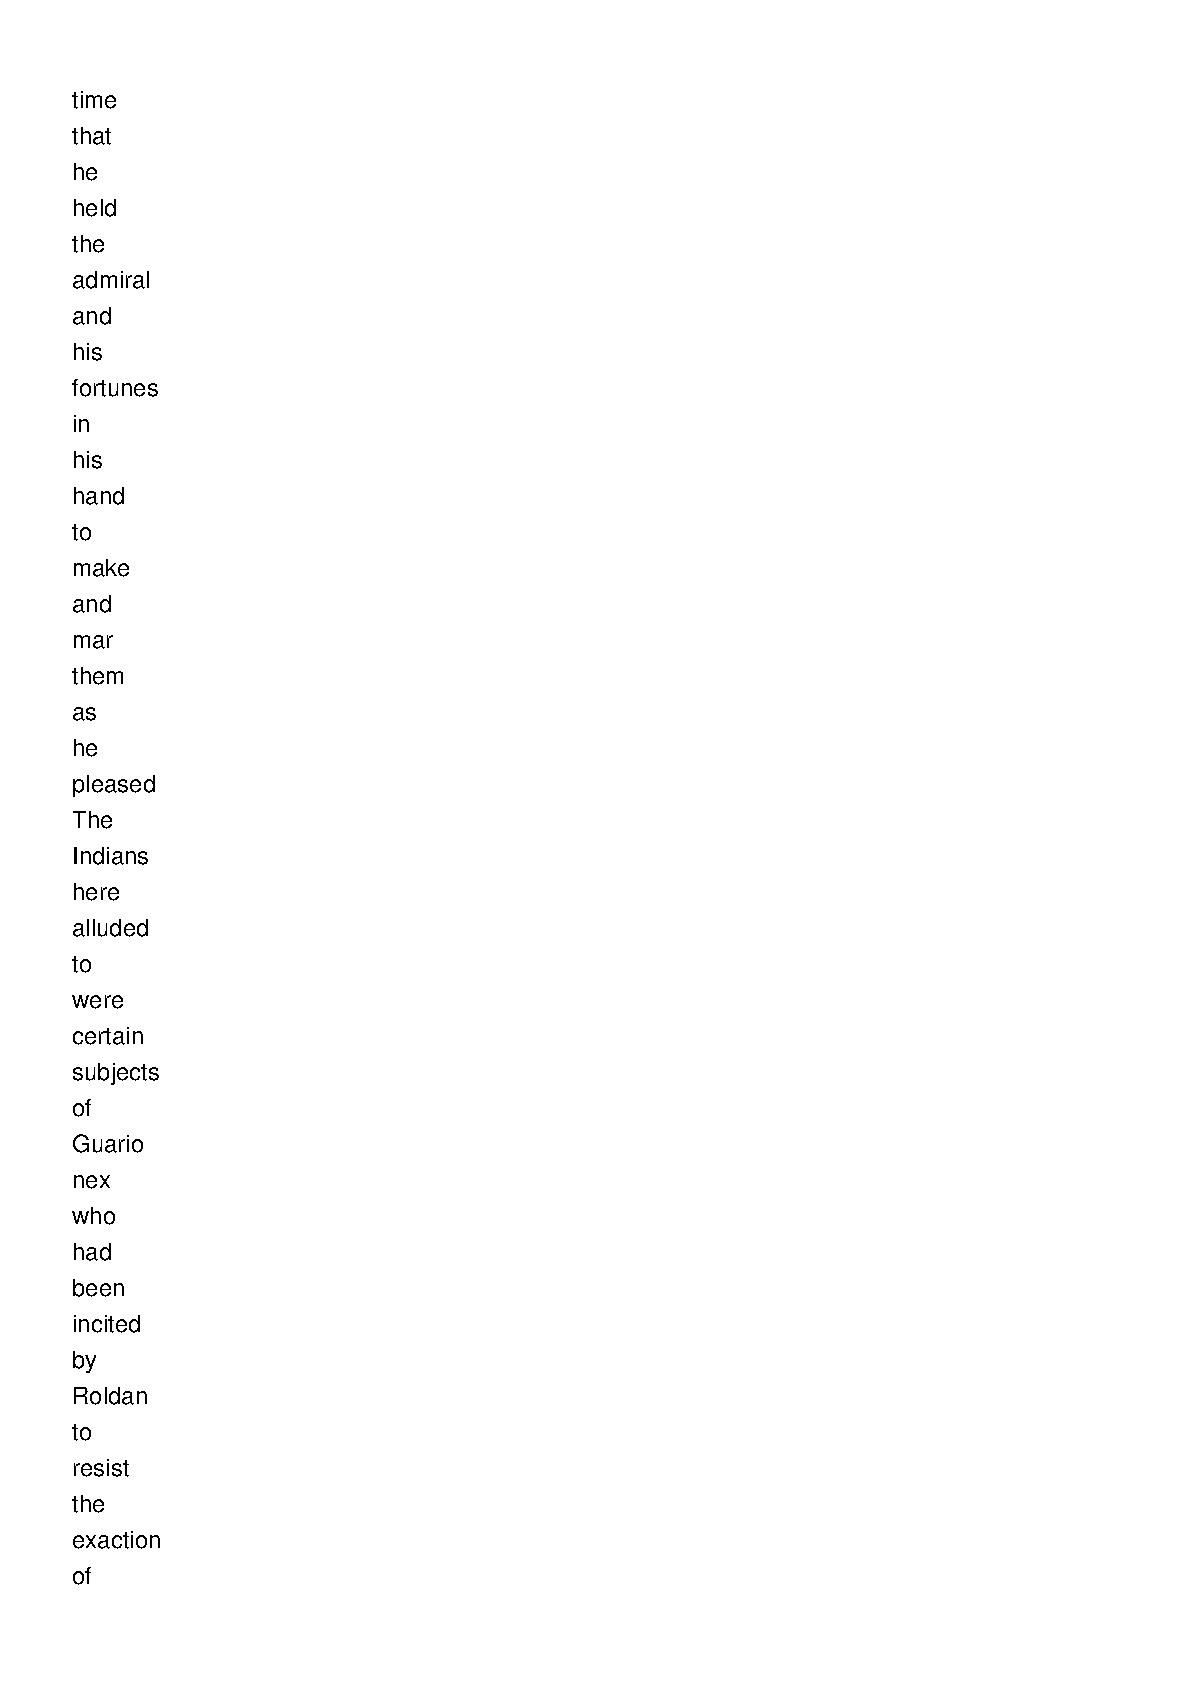 time
that
he
held
the
admiral
and
his
fortunes
in
his
hand
to
make
and
mar
them
as
he
pleased
The
Indians
here
alluded
to
were
certain
subjects
of
Guario
nex
who
had
been
incited
by
Roldan
to
resist
the
exaction
of